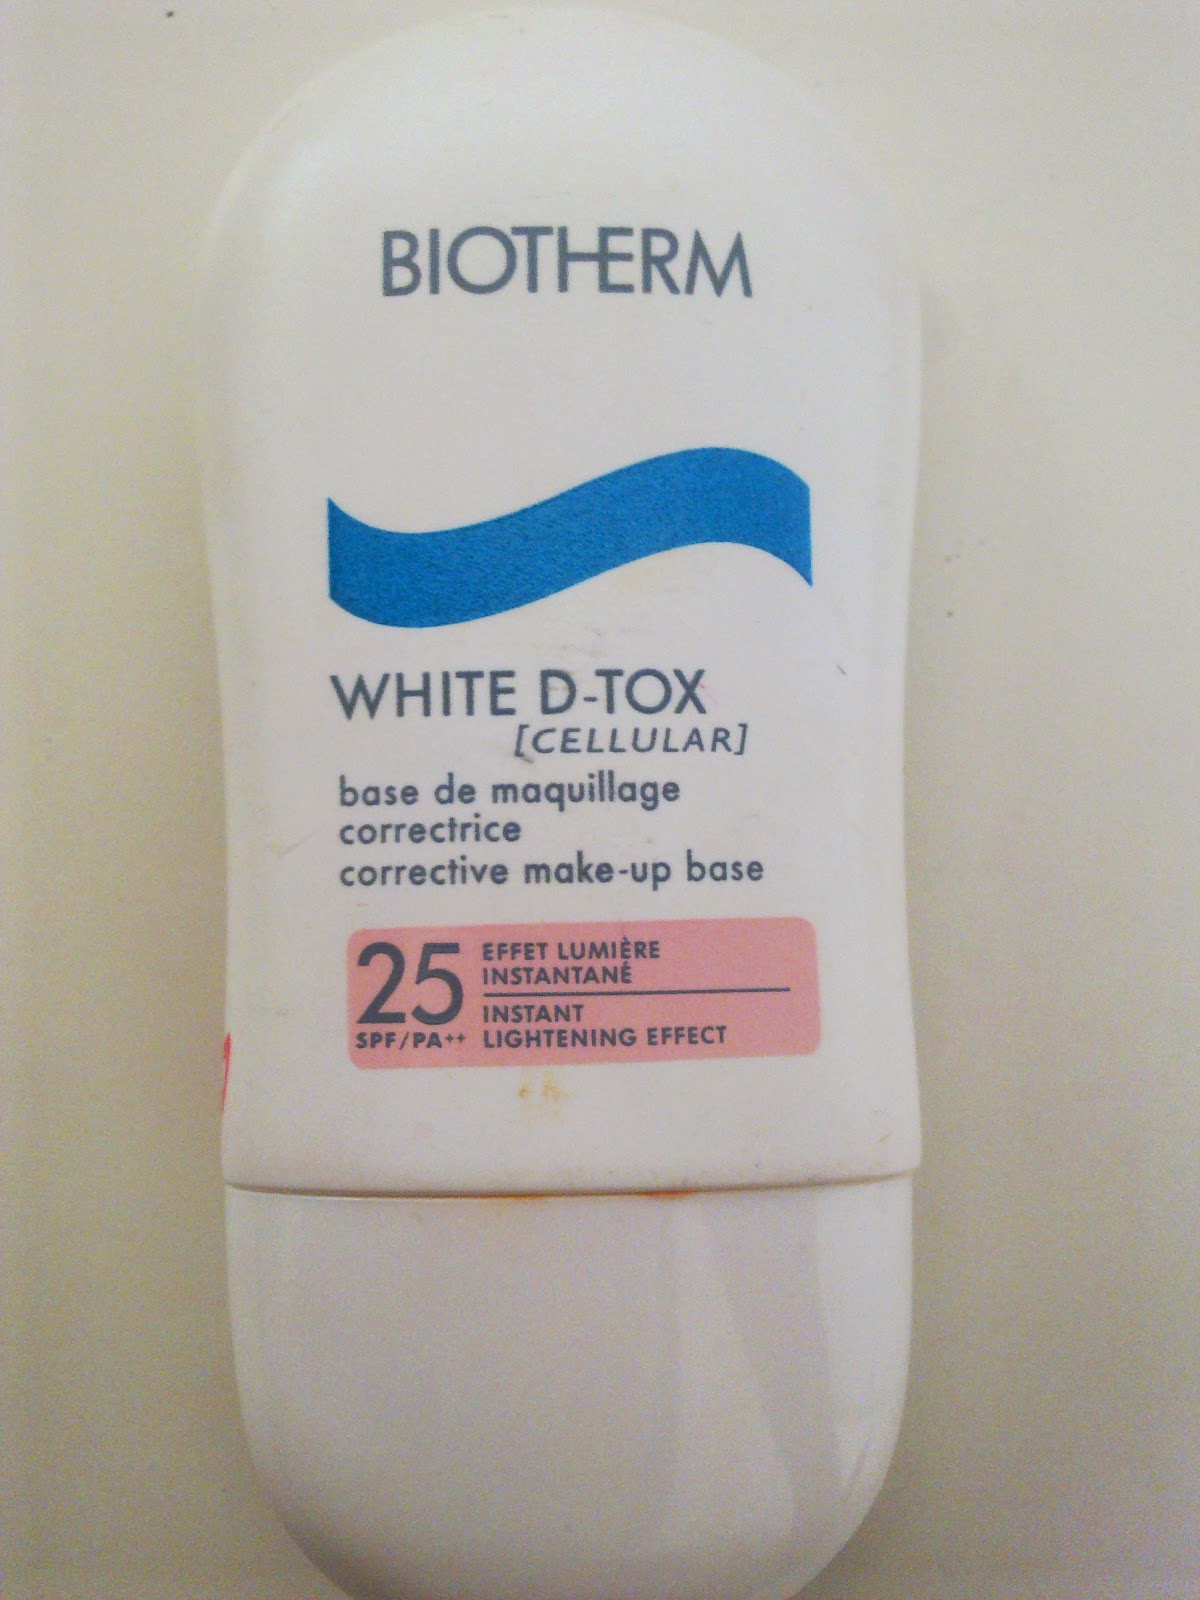 BIOTHERM
WHITE D-TOX
[CELLULAR]
base de maquillage
correctrice
corrective make-up base
25
SPF/PA++
EFFET LUMIÈRE
INSTANTANÉ
INSTANT
LIGHTENING EFFECT